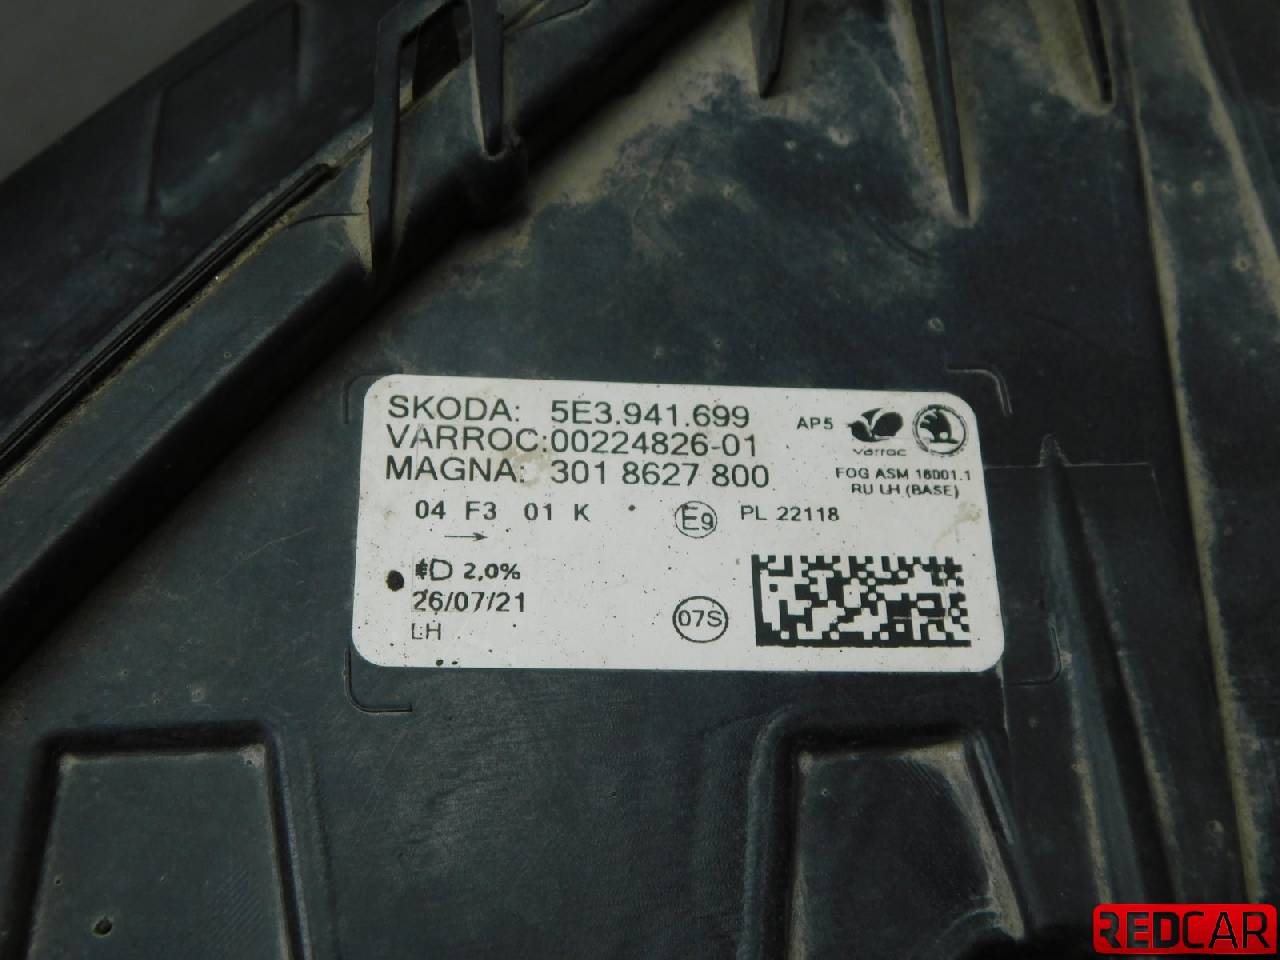 SKODA: 5E3.941.699
VARROC:00224826-01
MAGNA: 301 8627 800
AP5
varroc
FOG ASM 18001.1
RU LH (BASE)
04 F3 01 K
E9 PL 22118
2,0%
26/07/21
LH
07S
REDCAR